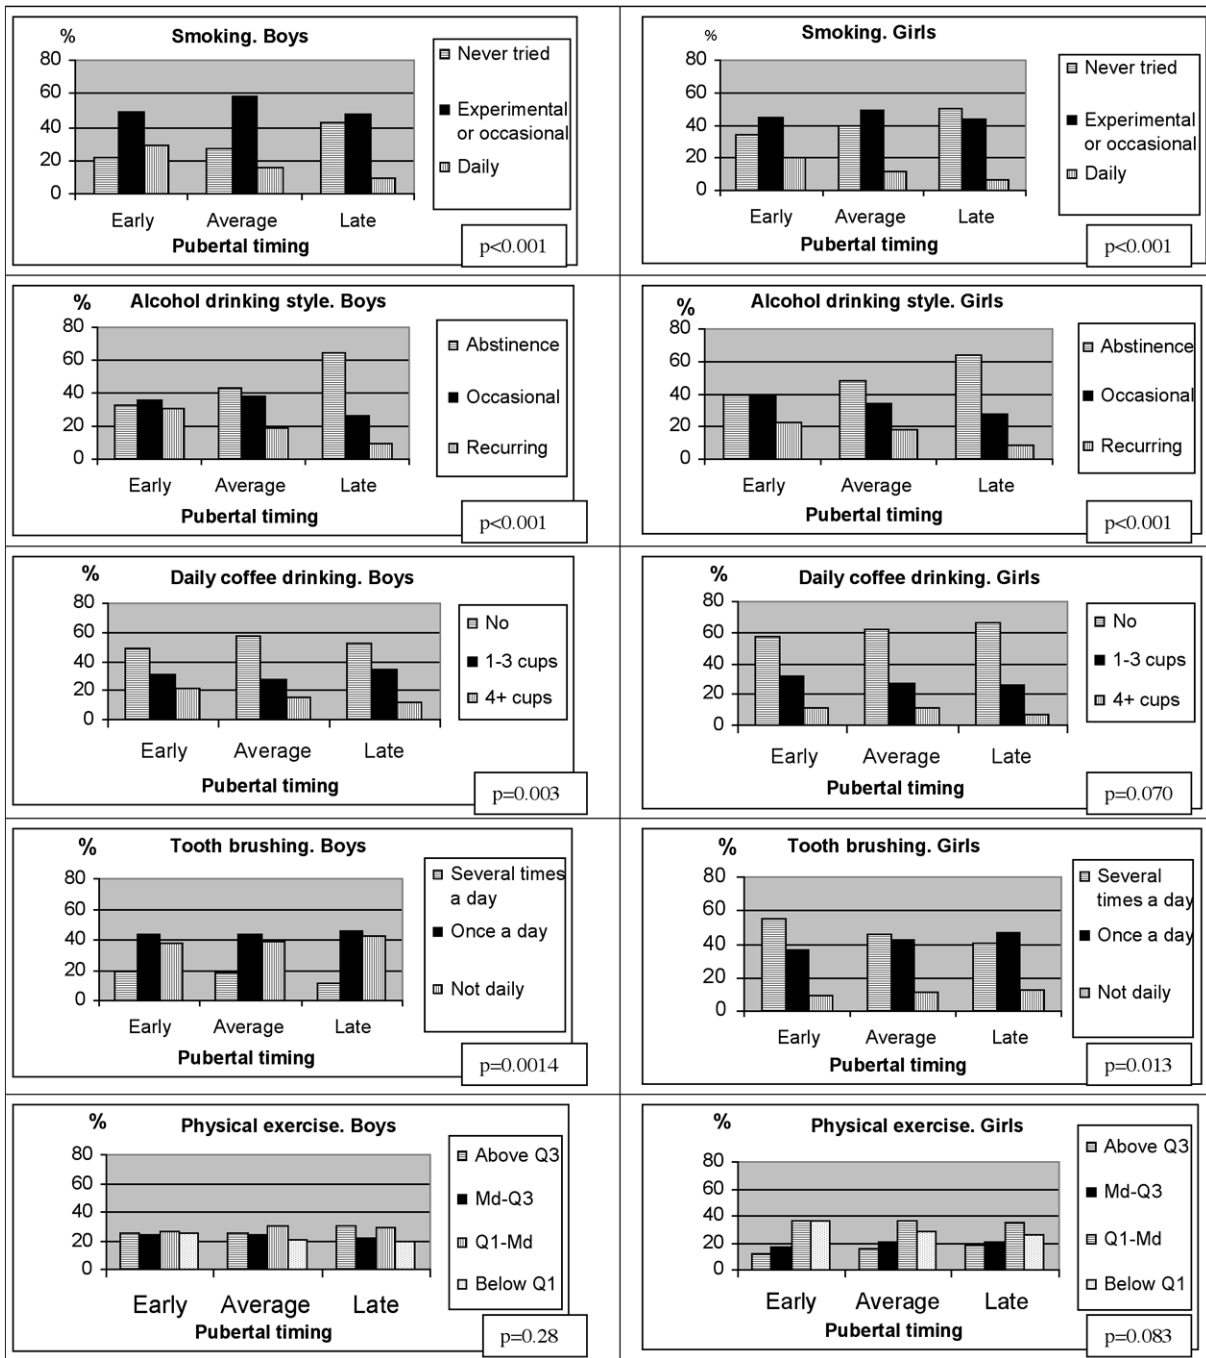 Smoking. Boys
%
80
60
40
20
0
Early Average Late
Pubertal timing
Never tried
Experimental
or occasional
Daily
p<0.001
Smoking. Girls
%
80
60
40
20
0
Early Average Late
Pubertal timing
Never tried
Experimental
or occasional
Daily
p<0.001
Alcohol drinking style. Boys
%
80
60
40
20
0
Early Average Late
Pubertal timing
Abstinence
Occasional
Recurring
p<0.001
Alcohol drinking style. Girls
%
80
60
40
20
0
Early Average Late
Pubertal timing
Abstinence
Occasional
Recurring
p<0.001
Daily coffee drinking. Boys
%
80
60
40
20
0
Early Average Late
Pubertal timing
No
1-3 cups
4+ cups
p=0.003
Daily coffee drinking. Girls
%
80
60
40
20
0
Early Average Late
Pubertal timing
No
1-3 cups
4+ cups
p=0.070
Tooth brushing. Boys
%
80
60
40
20
0
Early Average Late
Pubertal timing
Several times
a day
Once a day
Not daily
p=0.0014
Tooth brushing. Girls
%
80
60
40
20
0
Early Average Late
Pubertal timing
Several
times a day
Once a day
Not daily
p=0.013
Physical exercise. Boys
%
80
60
40
20
0
Early Average Late
Pubertal timing
Above Q3
Md-Q3
Q1-Md
Below Q1
p=0.28
Physical exercise. Girls
%
80
60
40
20
0
Early Average Late
Pubertal timing
Above Q3
Md-Q3
Q1-Md
Below Q1
p=0.083